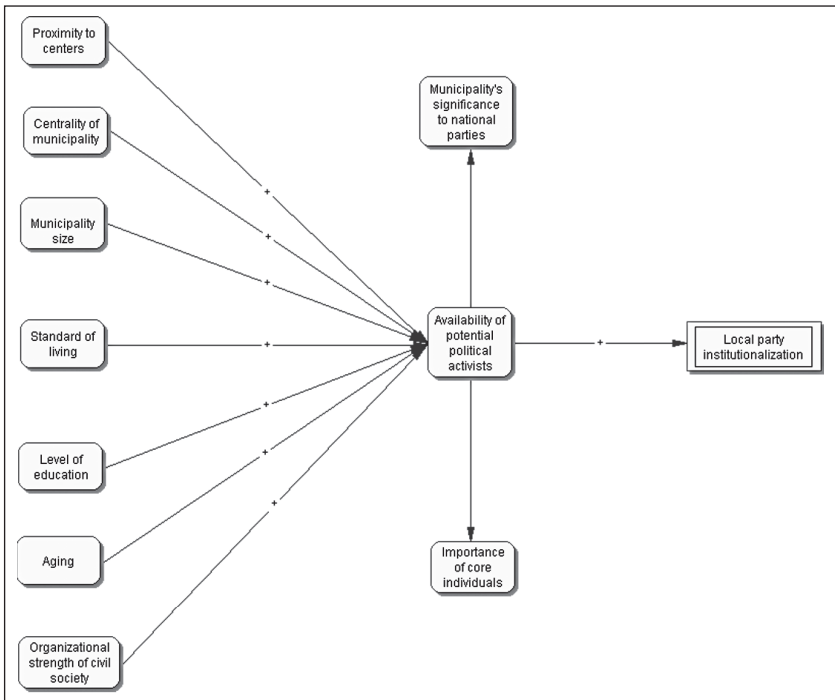 Proximity to
centers
Centrality of
municipality
Municipality
size
Standard of
living
Level of
education
Aging
Organizational
strength of civil
society
+
+
+
+
+
+
+
Municipality's
significance
to national
parties
Availability of
potential
political
activists
Importance
of core
individuals
+
Local party
institutionalization